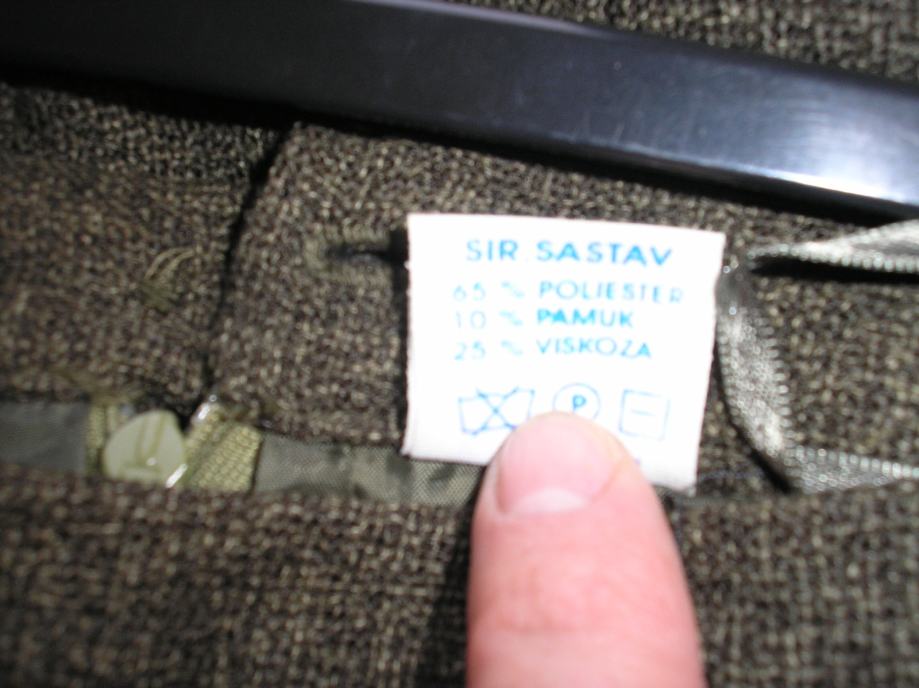 SIR.SASTAV
65 % POLIESTER
10 % PAMUK
25 % VISKOZA
P